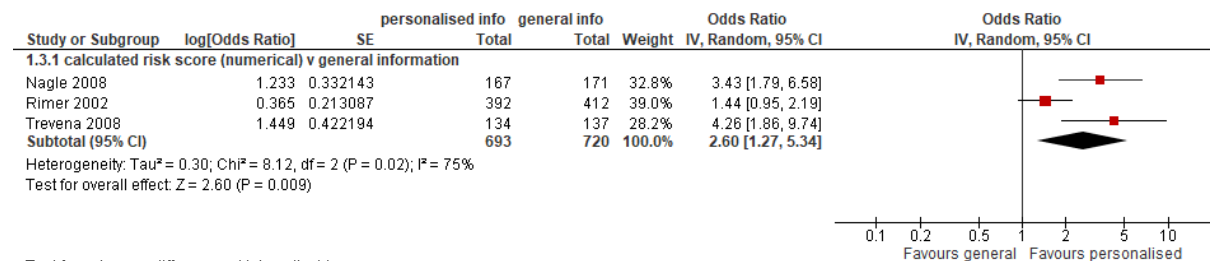 personalised info general info Odds Ratio Odds Ratio
Study or Subgroup log[Odds Ratio] SE Total Total Weight IV, Random, 95% CI IV, Random, 95% CI
1.3.1 calculated risk score (numerical) v general information
Nagle 2008 1.233 0.332143 167 171 32.8% 3.43 [1.79, 6.58]
Rimer 2002 0.365 0.213087 392 412 39.0% 1.44 [0.95, 2.19]
Trevena 2008 1.449 0.422194 134 137 28.2% 4.26 [1.86, 9.74]
Subtotal (95% CI) 693 720 100.0% 2.60 [1.27, 5.34]
Heterogeneity: Tau² = 0.30; Chi² = 8.12, df = 2 (P = 0.02); I² = 75%
Test for overall effect: Z = 2.60 (P = 0.009)
0.1 0.2 0.5 1 2 5 10
Favours general Favours personalised